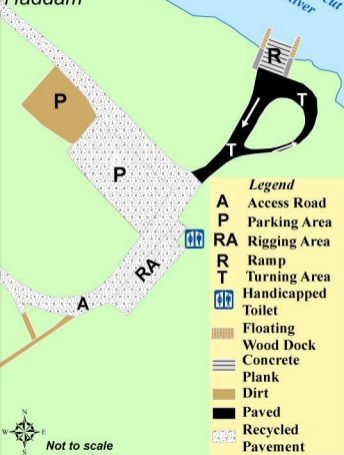 Haddam
cut
River
R
T
P
T
P
RA
A
Legend
A Access Road
P Parking Area
RA Rigging Area
R Ramp
T Turning Area
Handicapped
Toilet
Floating
Wood Dock
Concrete
Plank
Dirt
Paved
Recycled
Pavement
N
W E
S
Not to scale